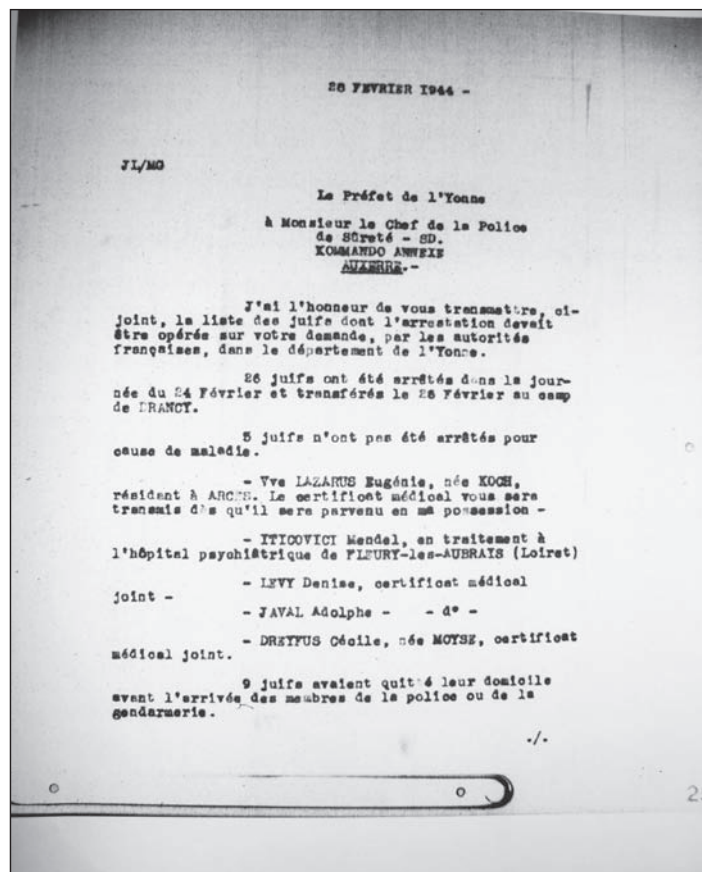 28 FEVRIER 1944 -
JL/MG
Le Préfet de l'Yonne
à Monsieur le Chef de la Police
de Sûreté - SD.
KOMMANDO ANNEXE
AUXERRE.-
J'ai l'honneur de vous transmettre, ci-
joint, la liste des juifs dont l'arrestation devait
être opérée sur votre demande, par les autorités
françaises, dans le département de l'Yonne.
26 juifs ont été arrêtés dans la jour-
née du 24 Février et transférés le 26 Février au camp
de DRANCY.
5 juifs n'ont pas été arrêtés pour
cause de maladie.
- Vve LAZARUS Eugénie, née KOCH,
résidant à ARCES. Le certificat médical vous sera
transmis dès qu'il sera parvenu en ma possession -
- ITICOVICI Mendel, en traitement à
l'hôpital psychiâtrique de FLEURY-les-AUBRAIS (Loiret)
- LEVY Denise, certificat médical
joint -
- JAVAL Adolphe - - d° -
- DREYFUS Cécile, née MOYSE, certificat
médical joint.
9 juifs avaient quitté leur domicile
avant l'arrivée des membres de la police ou de la
gendarmerie.
./.